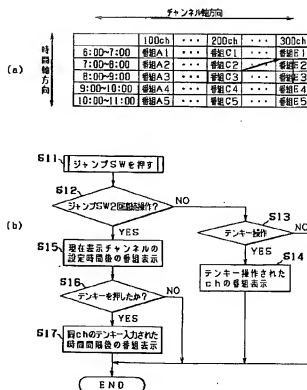 チャンネル軸方向
(a)
時間軸方向
100ch ・・・ 200ch ・・・ 300ch
6:00~7:00 番組A1 ・・・ 番組C1 ・・・ 番組E1
7:00~8:00 番組A2 ・・・ 番組C2 ・・・ 番組E2
8:00~9:00 番組A3 ・・・ 番組C3 ・・・ 番組E3
9:00~10:00 番組A4 ・・・ 番組C4 ・・・ 番組E4
10:00~11:00 番組A5 ・・・ 番組C5 ・・・ 番組E5
(b)
S11
ジャンプSWを押す
S12
ジャンプSW2回連続操作?
NO
YES
S13
テンキー操作
NO
YES
S14
テンキー操作された
chの番組表示
S15
現在表示チャンネルの
設定時間後の番組表示
S16
テンキーを押したか?
NO
YES
S17
同chのテンキー入力された
時間間隔後の番組表示
END